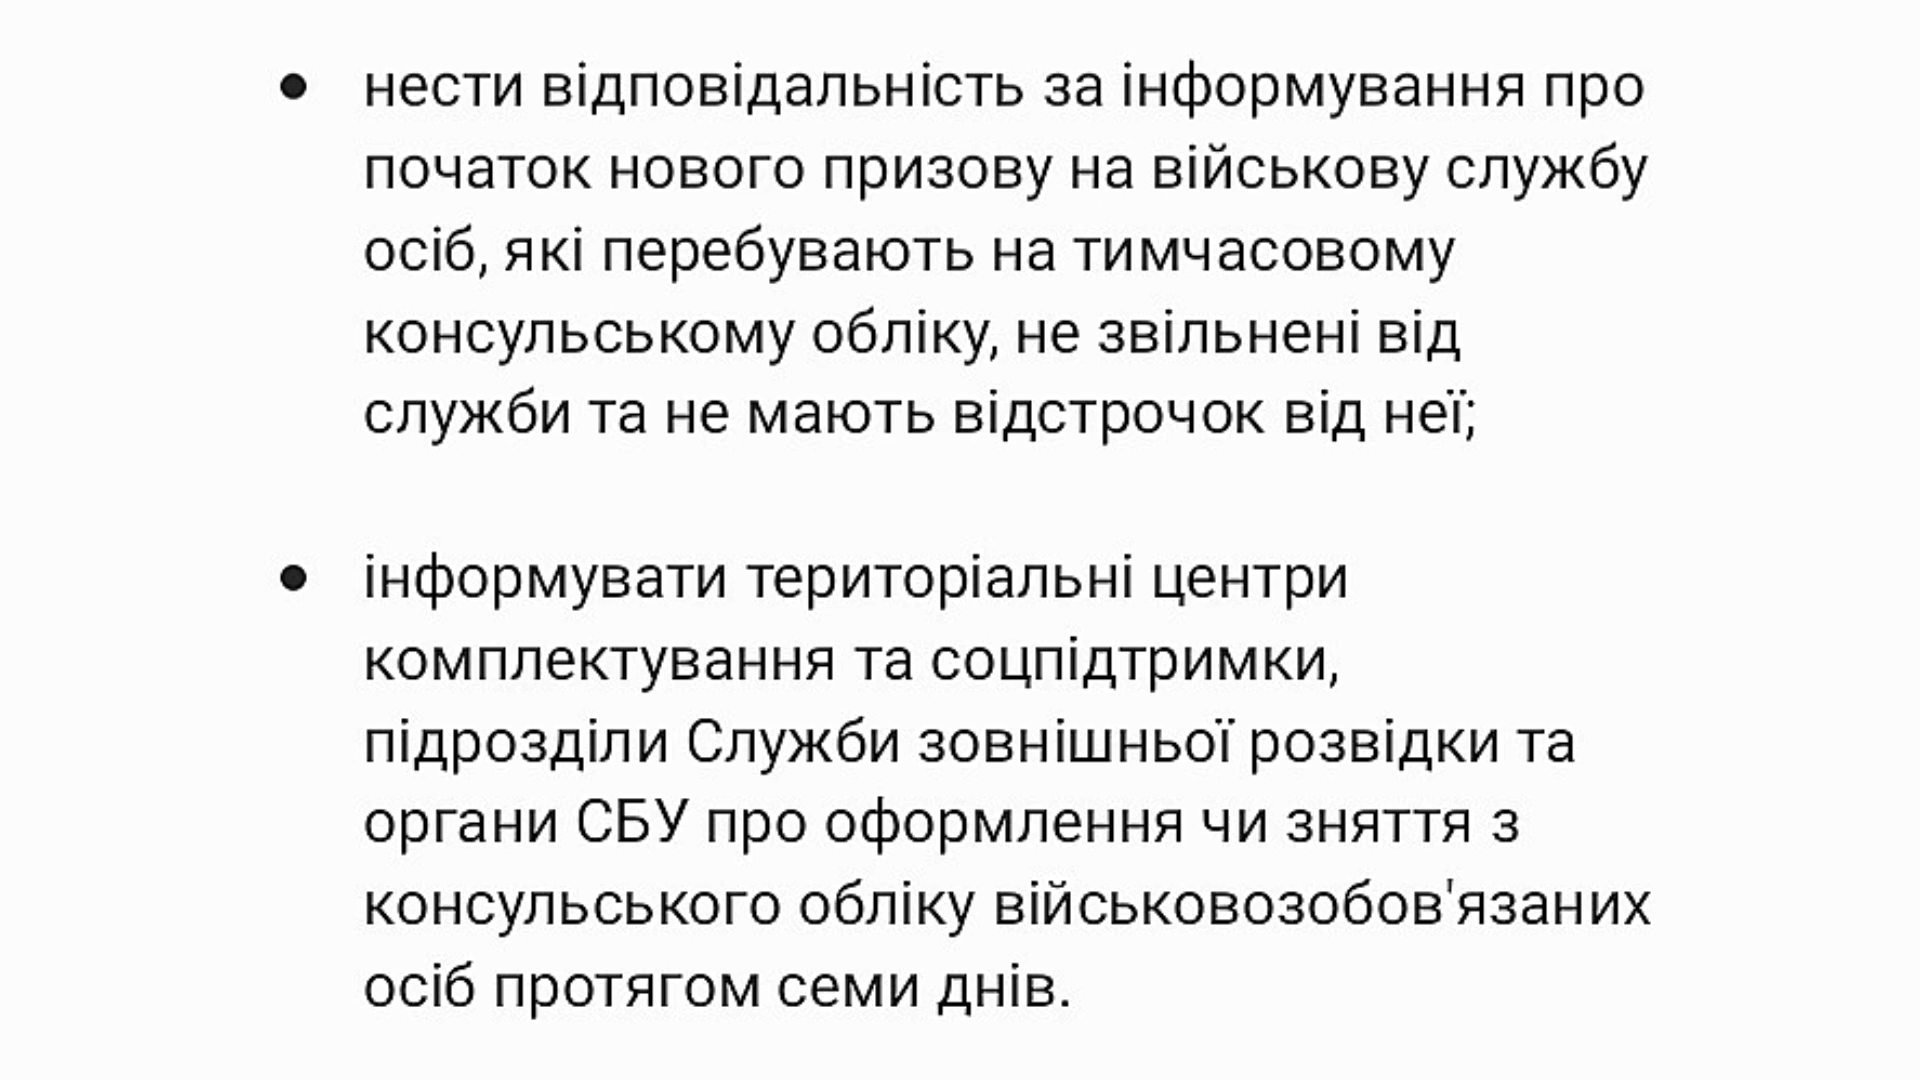 • нести відповідальність за інформування про
початок нового призову на військову службу
осіб, які перебувають на тимчасовому
консульському обліку, не звільнені від
служби та не мають відстрочок від неї;
• інформувати територіальні центри
комплектування та соцпідтримки,
підрозділи Служби зовнішньої розвідки та
органи СБУ про оформлення чи зняття з
консульського обліку військовозобов'язаних
осіб протягом семи днів.